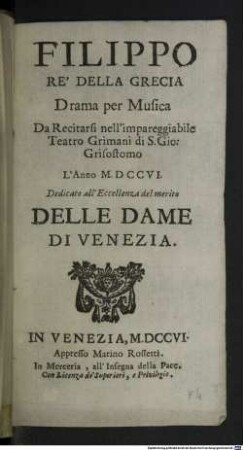 FILIPPO
RE' DELLA GRECIA
Drama per Musica
Da Recitarsi nell'impareggiabile
Teatro Grimani di S. Gio:
Grisostomo
L'Anno M.DCCVI.
Dedicato all'Eccellenza del merito
DELLE DAME
DI VENEZIA.
IN VENEZIA, M.DCCVI.
Appresso Marino Rossetti.
In Merceria, all'Insegna della Pace.
Con Licenza de' Superiori, e Privilegio.